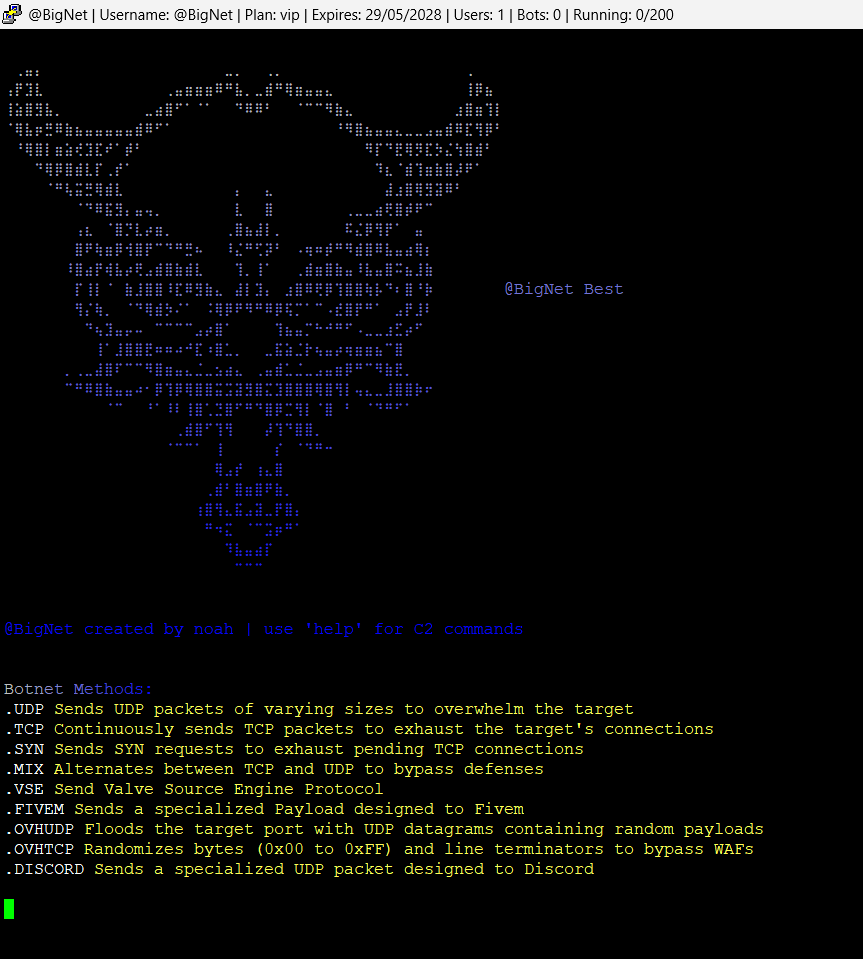 @BigNet | Username: @BigNet | Plan: vip | Expires: 29/05/2028 | Users: 1 | Bots: 0 | Running: 0/200
@BigNet Best
@BigNet created by noah | use 'help' for C2 commands
Botnet Methods:
.UDP Sends UDP packets of varying sizes to overwhelm the target
.TCP Continuously sends TCP packets to exhaust the target's connections
.SYN Sends SYN requests to exhaust pending TCP connections
.MIX Alternates between TCP and UDP to bypass defenses
.VSE Send Valve Source Engine Protocol
.FIVEM Sends a specialized Payload designed to Fivem
.OVHUDP Floods the target port with UDP datagrams containing random payloads
.OVHTCP Randomizes bytes (0x00 to 0xFF) and line terminators to bypass WAFs
.DISCORD Sends a specialized UDP packet designed to Discord